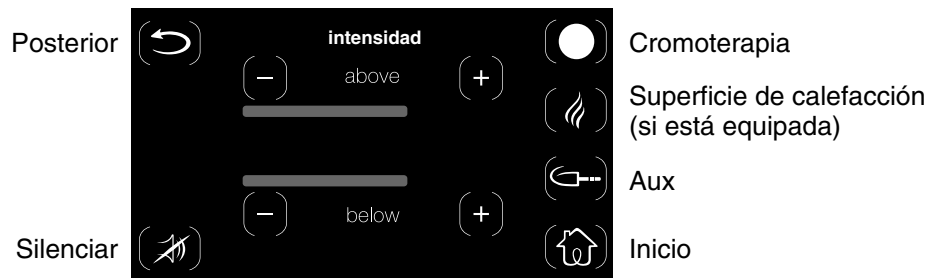 Posterior
intensidad
Cromoterapia
above
Superficie de calefacción
(si está equipada)
Aux
below
Silenciar
Inicio